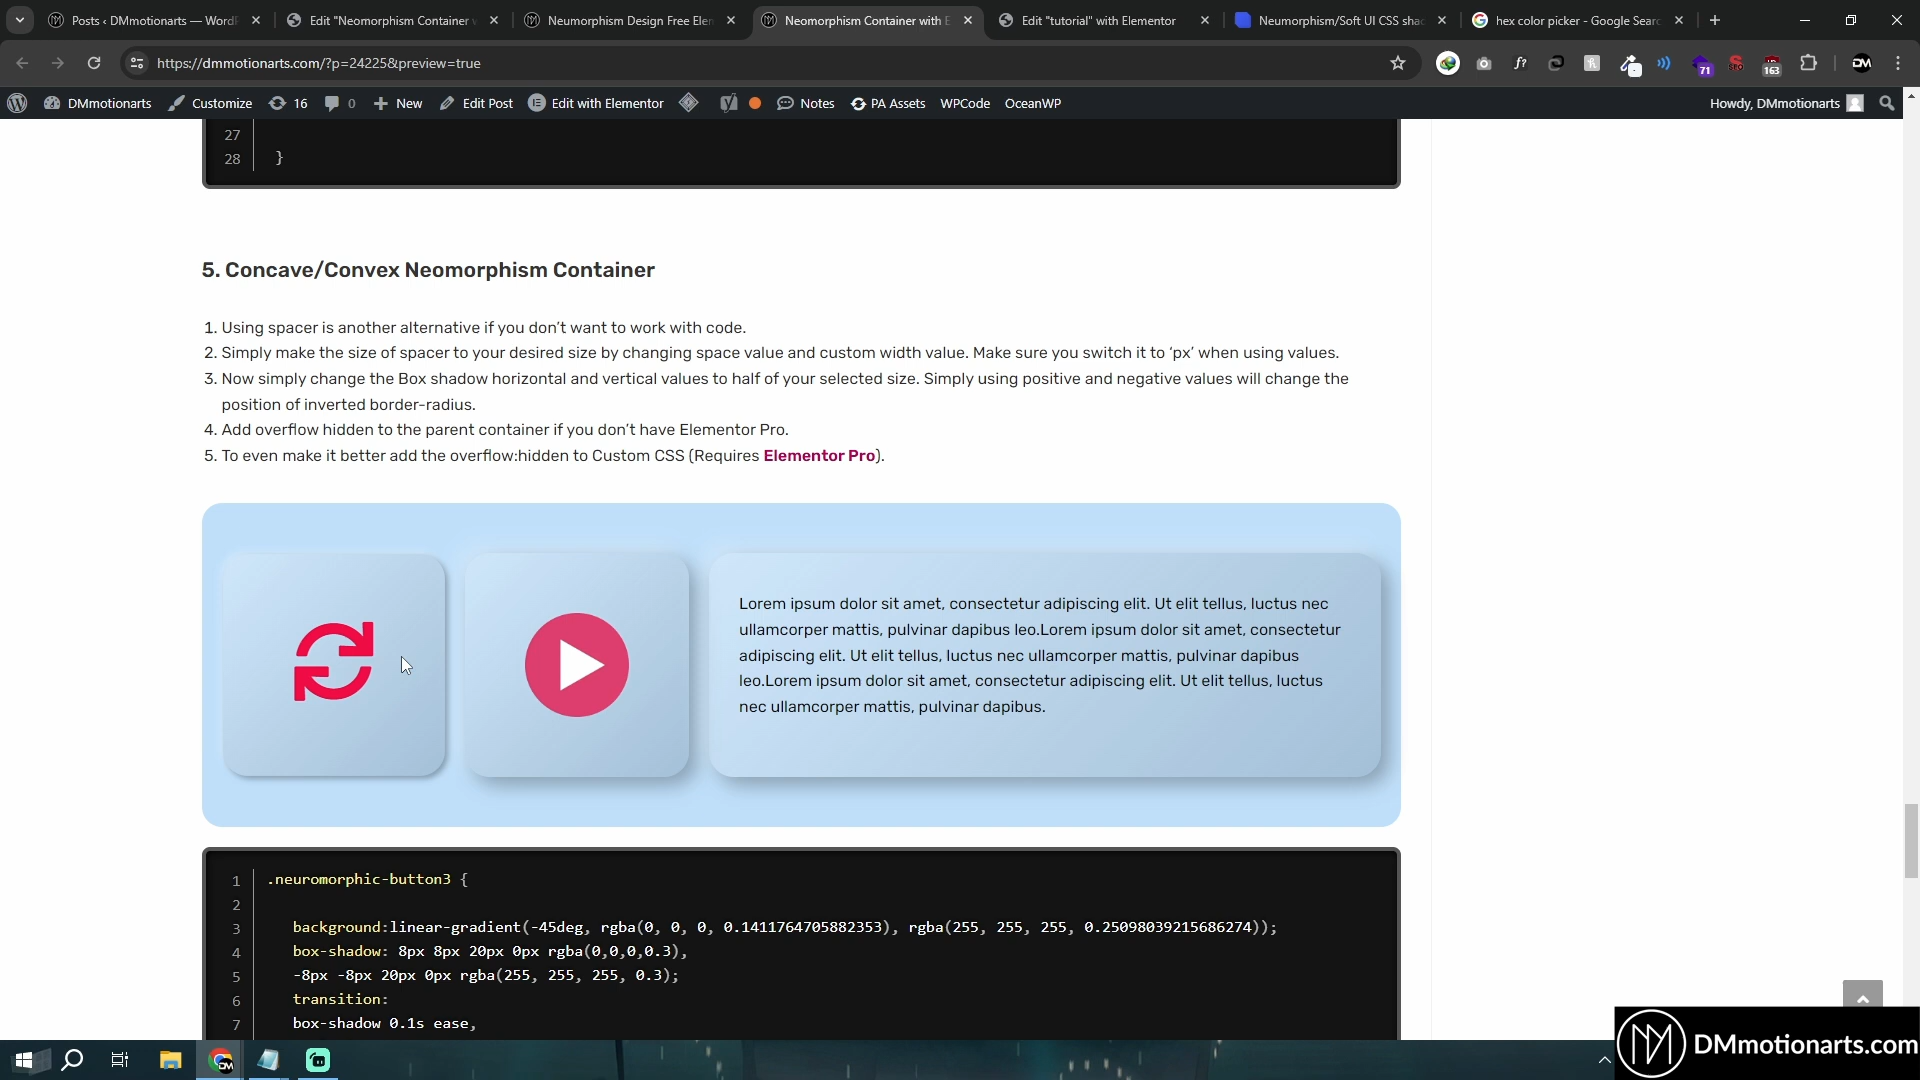 Posts ‹ DMmotionarts — WordP
Edit "Neomorphism Container w
Neumorphism Design Free Elem
Neomorphism Container with E
Edit "tutorial" with Elementor
Neumorphism/Soft UI CSS shad
hex color picker - Google Searc
https://dmmotionarts.com/?p=24225&preview=true
71
163
DM
DMmotionarts
Customize
16
0
New
Edit Post
Edit with Elementor
Notes
PA Assets
WPCode
OceanWP
Howdy, DMmotionarts
27
28 }
5. Concave/Convex Neomorphism Container
1. Using spacer is another alternative if you don’t want to work with code.
2. Simply make the size of spacer to your desired size by changing space value and custom width value. Make sure you switch it to ‘px’ when using values.
3. Now simply change the Box shadow horizontal and vertical values to half of your selected size. Simply using positive and negative values will change the
position of inverted border-radius.
4. Add overflow hidden to the parent container if you don’t have Elementor Pro.
5. To even make it better add the overflow:hidden to Custom CSS (Requires Elementor Pro).
Lorem ipsum dolor sit amet, consectetur adipiscing elit. Ut elit tellus, luctus nec
ullamcorper mattis, pulvinar dapibus leo.Lorem ipsum dolor sit amet, consectetur
adipiscing elit. Ut elit tellus, luctus nec ullamcorper mattis, pulvinar dapibus
leo.Lorem ipsum dolor sit amet, consectetur adipiscing elit. Ut elit tellus, luctus
nec ullamcorper mattis, pulvinar dapibus.
1 .neuromorphic-button3 {
2
3 background:linear-gradient(-45deg, rgba(0, 0, 0, 0.1411764705882353), rgba(255, 255, 255, 0.25098039215686274));
4 box-shadow: 8px 8px 20px 0px rgba(0,0,0,0.3),
5 -8px -8px 20px 0px rgba(255, 255, 255, 0.3);
6 transition:
7 box-shadow 0.1s ease,
DMmotionarts.com